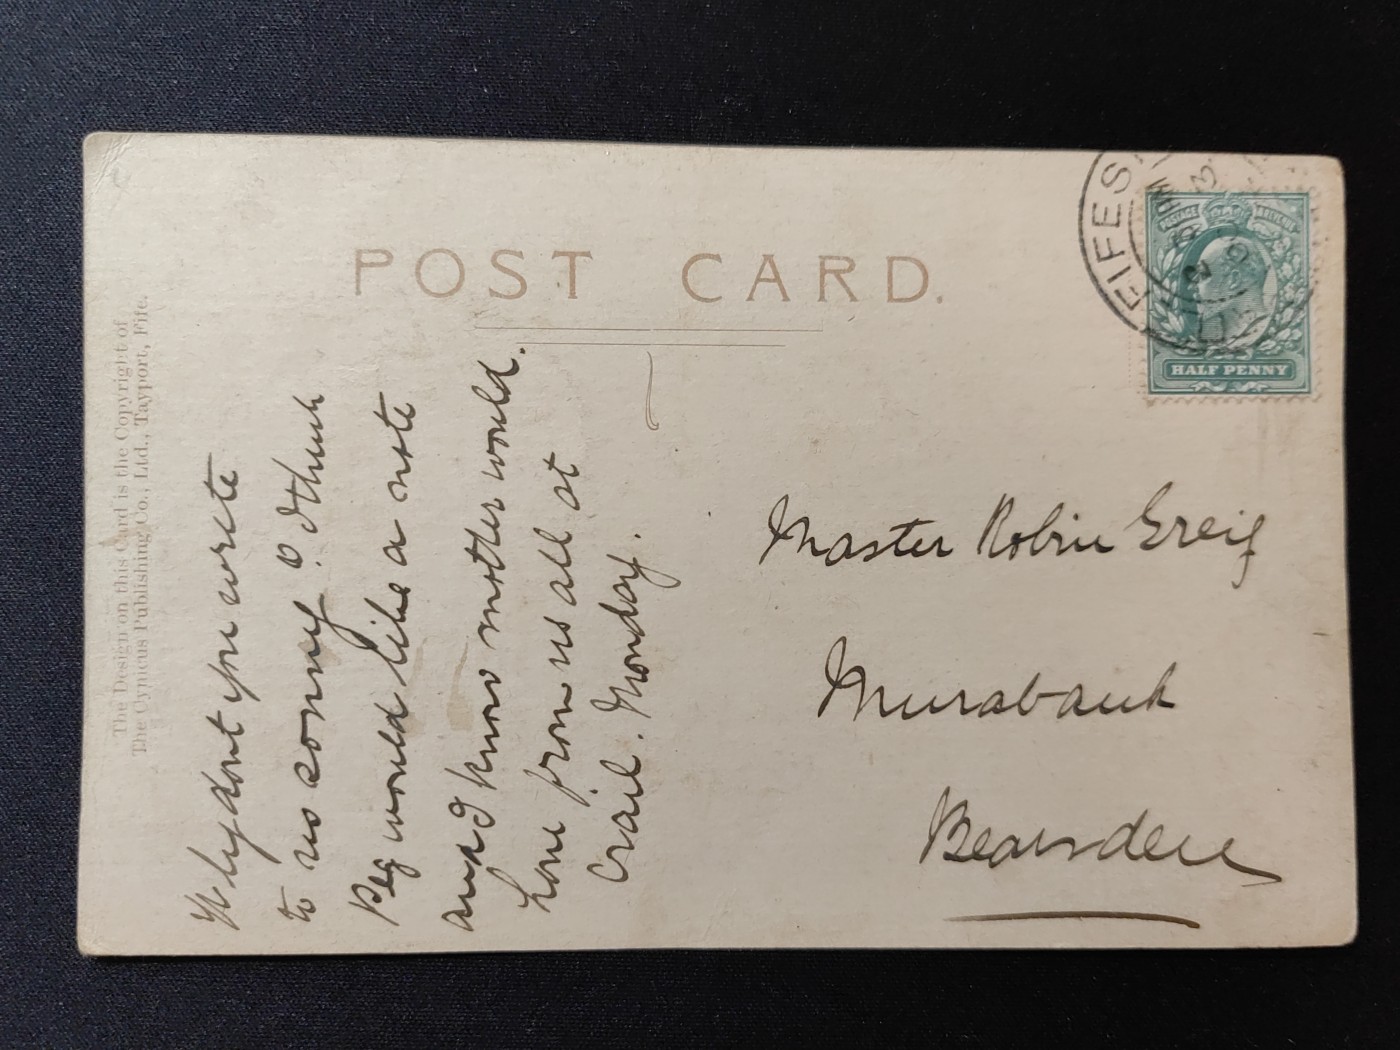 POST CARD.
The Design on this Card is the Copyright of
The Cynicus Publishing Co., Ltd., Tayport, Fife.
Why dont you write
to us sonny? I think
Peg would like a note
and I know mother would.
Love from us all at
Crail. Monday.
Master Robin Greig
Murabank
Bearsden
HALF PENNY
POSTAGE
REVENUE
FIFES